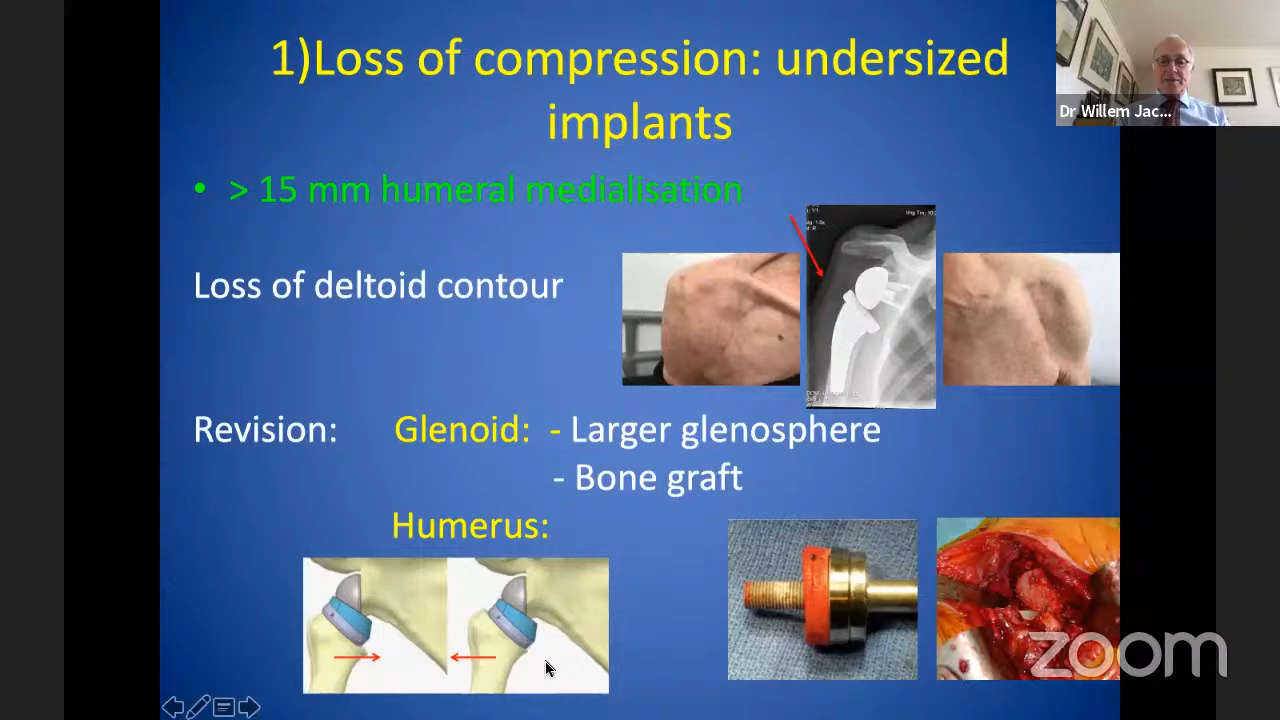 1)Loss of compression: undersized
implants
Dr Willem Jac...
• > 15 mm humeral medialisation
Loss of deltoid contour
Revision: Glenoid: - Larger glenosphere
- Bone graft
Humerus:
zoom